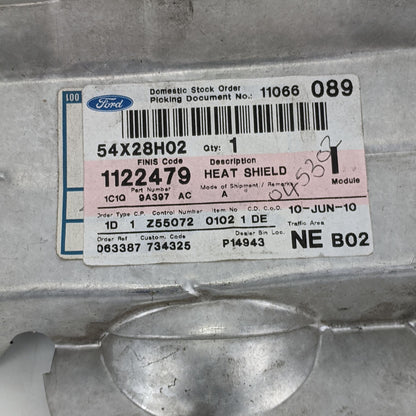 001
Domestic Stock Order
Ford Picking Document No.: 11066 089
54X28H02 Qty: 1
FINIS Code Description
1122479 HEAT SHIELD I
Part Number Mode of Shipment / Remarks Module
1C1Q 9A397 AC A
Order Type C.P. Control Number Item No C.D. C.o.D 10-JUN-10
1D 1 Z55072 0102 1 DE Traffic Area
Order Ref Custom. Code Dealer Bin Loc. NE B02
063387 734325 P14943